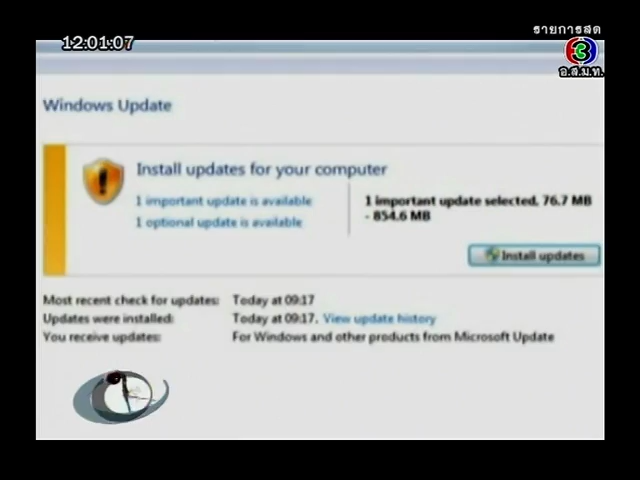 รายการสด
12:01:07
3
อ.ส.ม.ท.
Windows Update
Install updates for your computer
1 important update is available
1 optional update is available
1 important update selected, 76.7 MB
- 854.6 MB
Install updates
Most recent check for updates: Today at 09:17
Updates were installed: Today at 09:17. View update history
You receive updates: For Windows and other products from Microsoft Update